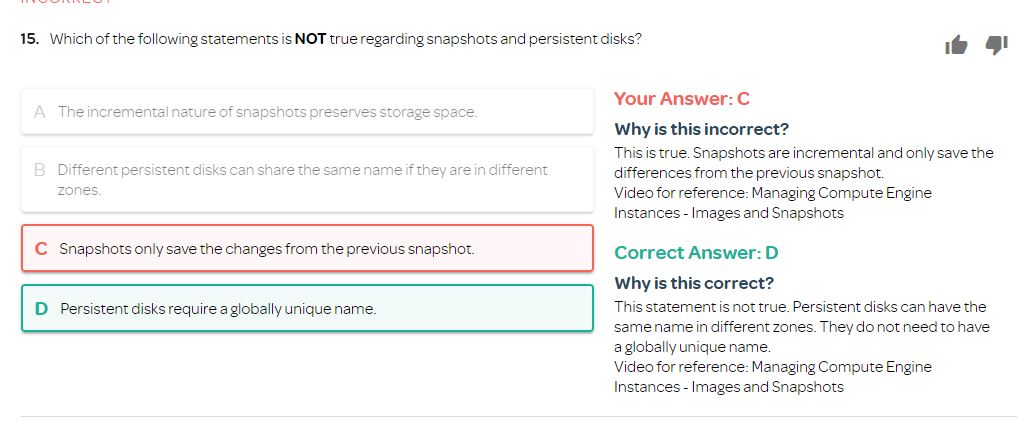 INCORRECT
15. Which of the following statements is NOT true regarding snapshots and persistent disks?
A The incremental nature of snapshots preserves storage space.
B Different persistent disks can share the same name if they are in different
zones.
C Snapshots only save the changes from the previous snapshot.
D Persistent disks require a globally unique name.
Your Answer: C
Why is this incorrect?
This is true. Snapshots are incremental and only save the
differences from the previous snapshot.
Video for reference: Managing Compute Engine
Instances - Images and Snapshots
Correct Answer: D
Why is this correct?
This statement is not true. Persistent disks can have the
same name in different zones. They do not need to have
a globally unique name.
Video for reference: Managing Compute Engine
Instances - Images and Snapshots